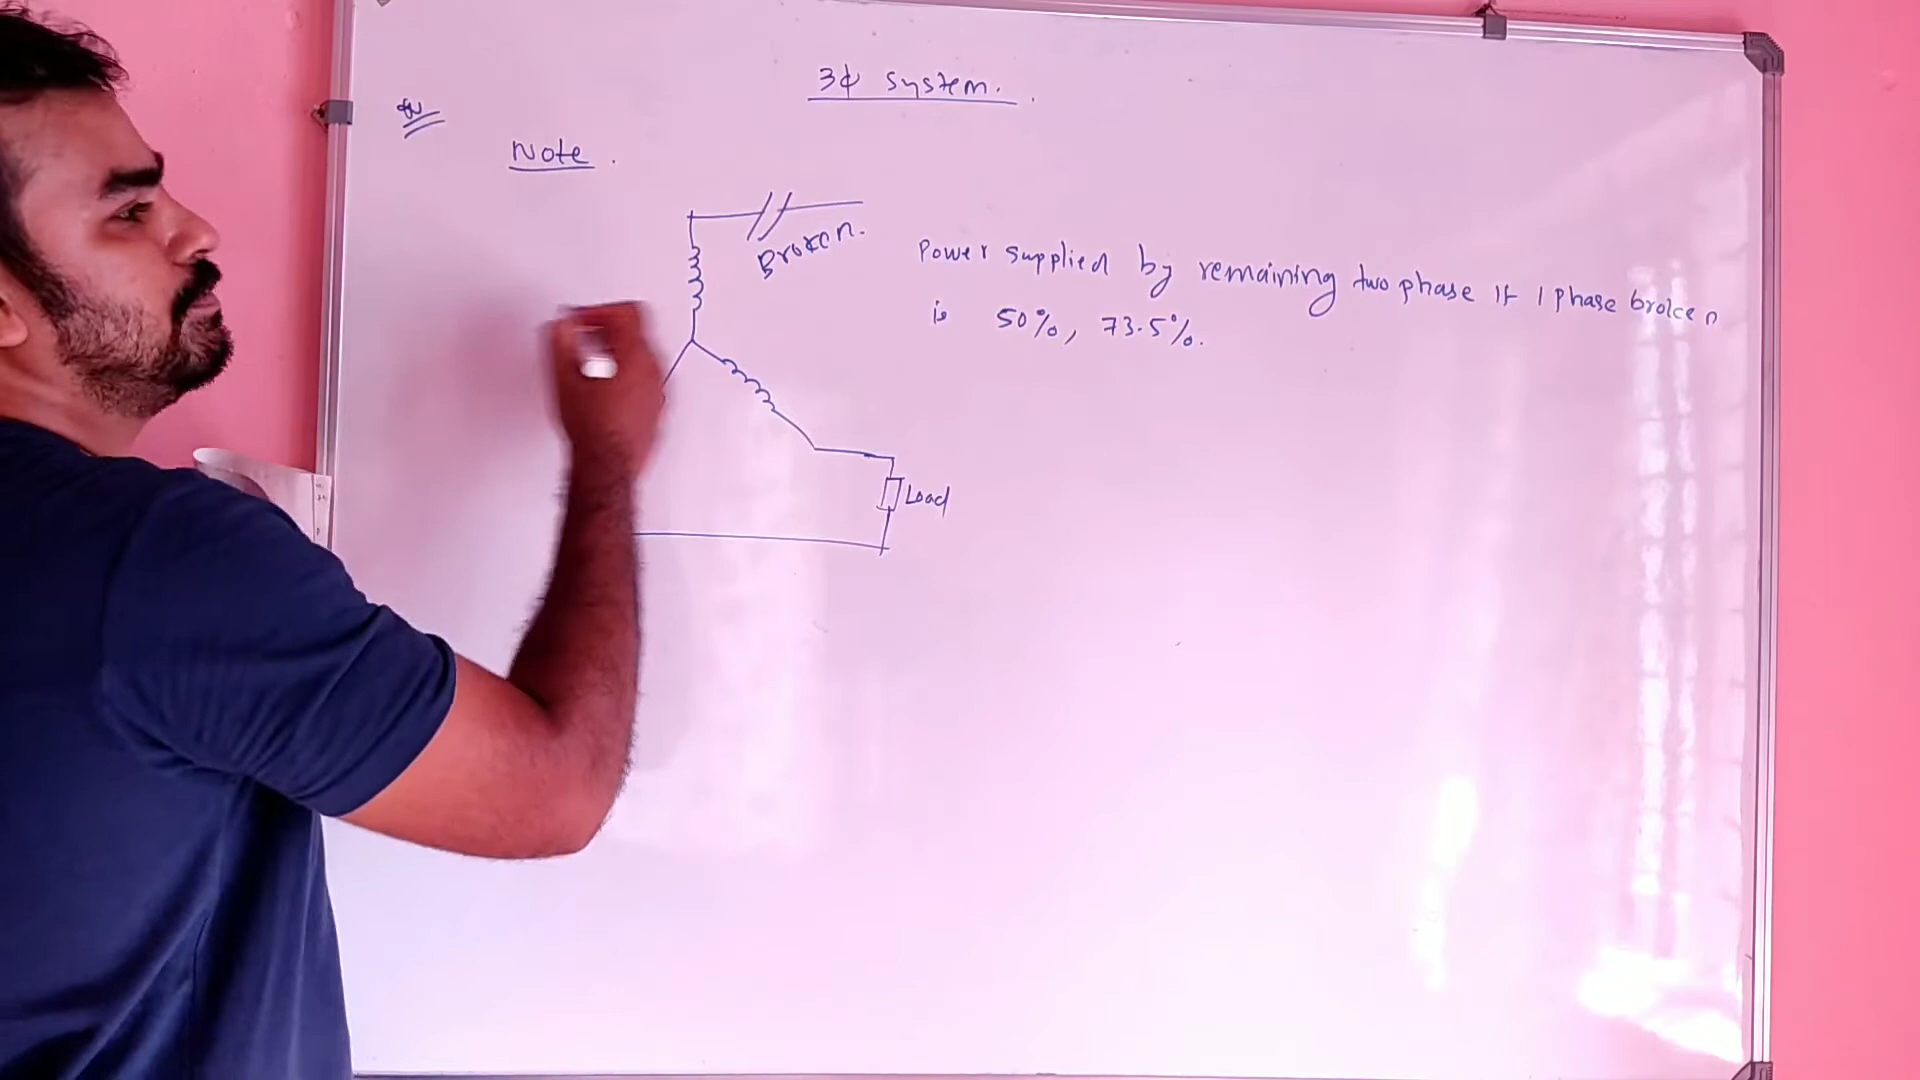 3ϕ System.
Note.
Broken.
Power supplied by remaining two phase if 1 phase broken
is 50%, 73.5%.
Load